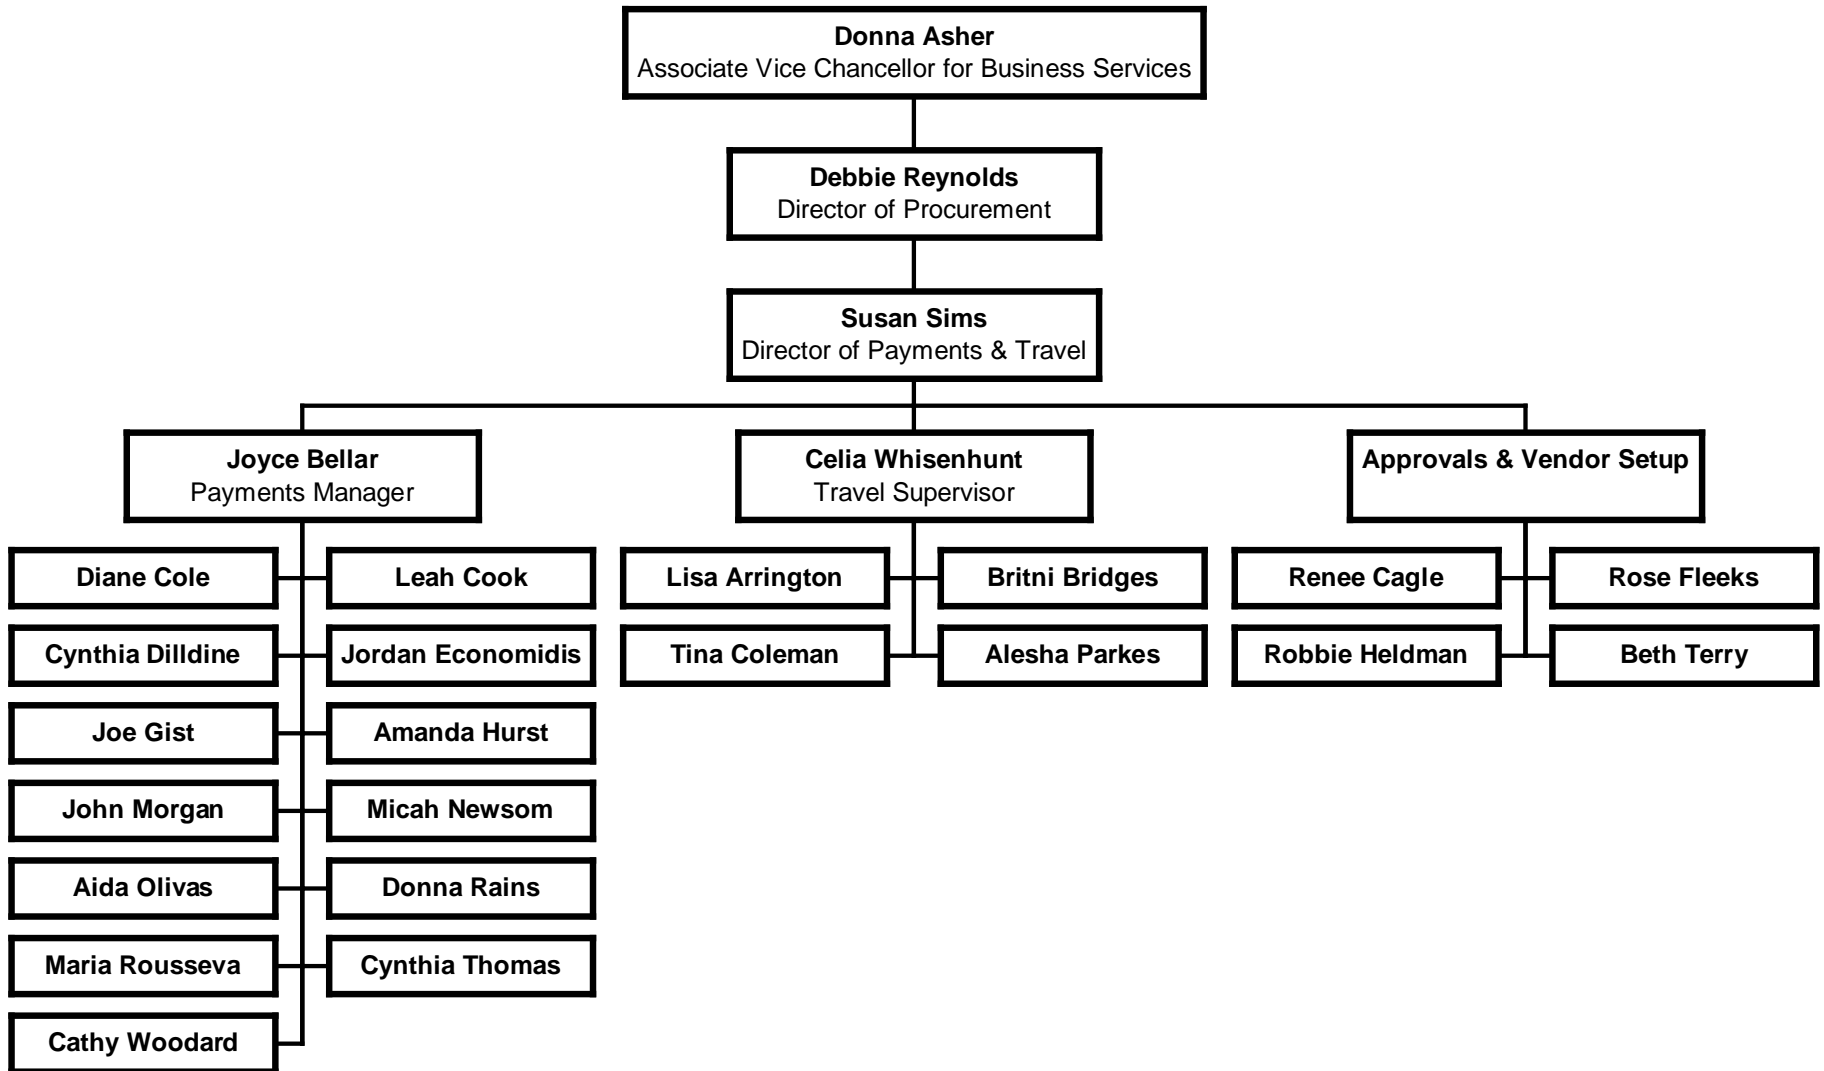 Donna Asher
Associate Vice Chancellor for Business Services
Debbie Reynolds
Director of Procurement
Susan Sims
Director of Payments & Travel
Joyce Bellar
Payments Manager
Celia Whisenhunt
Travel Supervisor
Approvals & Vendor Setup
Diane Cole
Leah Cook
Cynthia Dilldine
Jordan Economidis
Joe Gist
Amanda Hurst
John Morgan
Micah Newsom
Aida Olivas
Donna Rains
Maria Rousseva
Cynthia Thomas
Cathy Woodard
Lisa Arrington
Britni Bridges
Tina Coleman
Alesha Parkes
Renee Cagle
Rose Fleeks
Robbie Heldman
Beth Terry